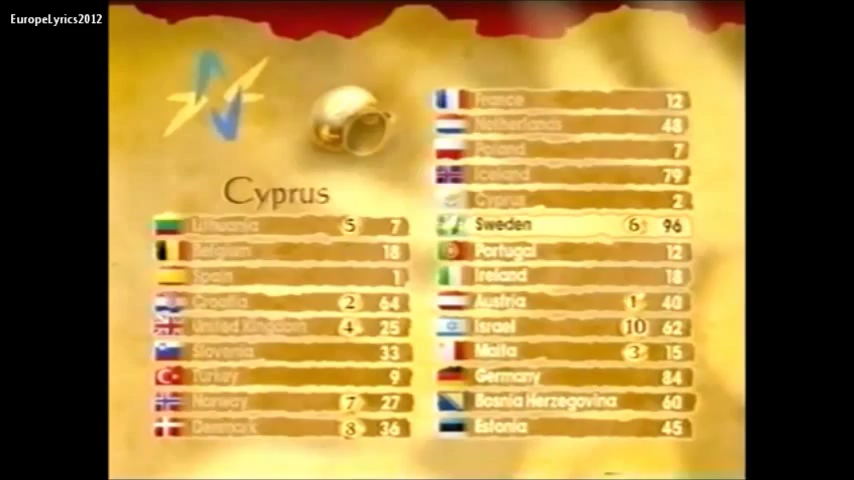 EuropeLyrics2012
Cyprus
Lithuania 5 7
Belgium 18
Spain 1
Croatia 2 64
United Kingdom 4 25
Slovenia 33
Turkey 9
Norway 7 27
Denmark 8 36
France 12
Netherlands 48
Poland 7
Iceland 79
Cyprus 2
Sweden 6 96
Portugal 12
Ireland 18
Austria 1 40
Israel 10 62
Malta 3 15
Germany 84
Bosnia Herzegovina 60
Estonia 45